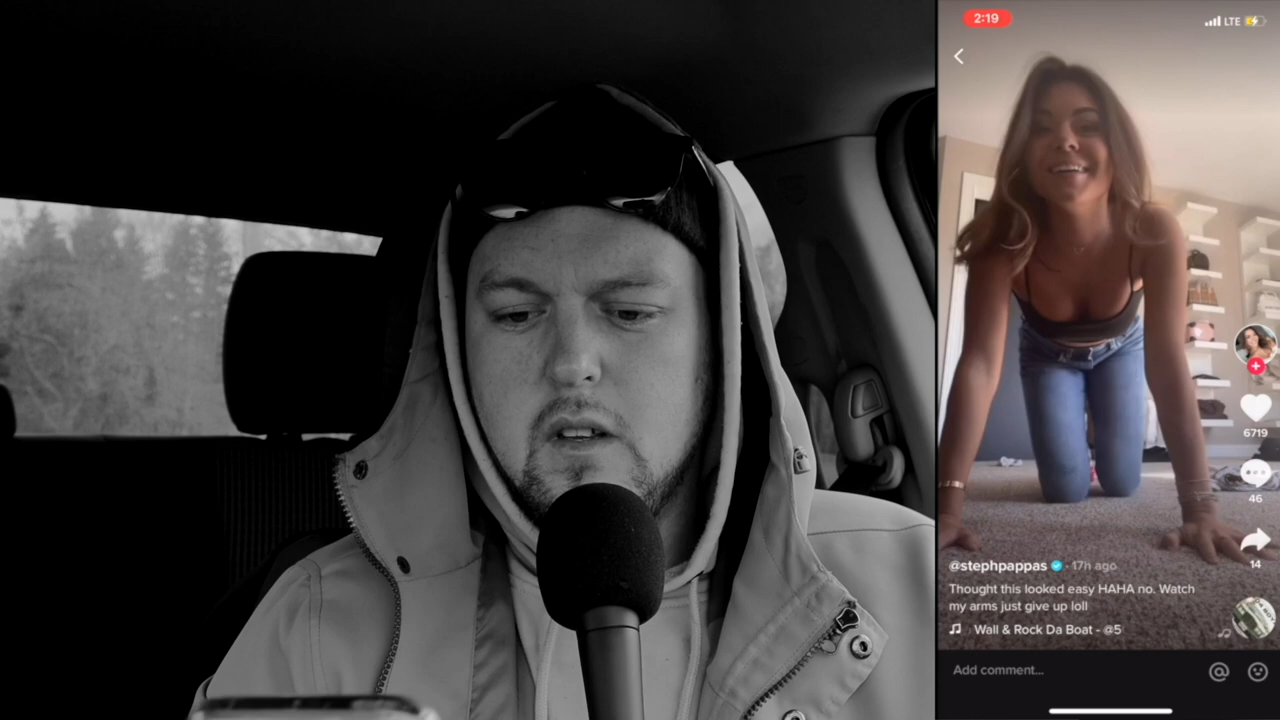 2:19
LTE
6719
46
14
@stephpappas · 17h ago
Thought this looked easy HAHA no. Watch
my arms just give up loll
Wall & Rock Da Boat - @5
Add comment...